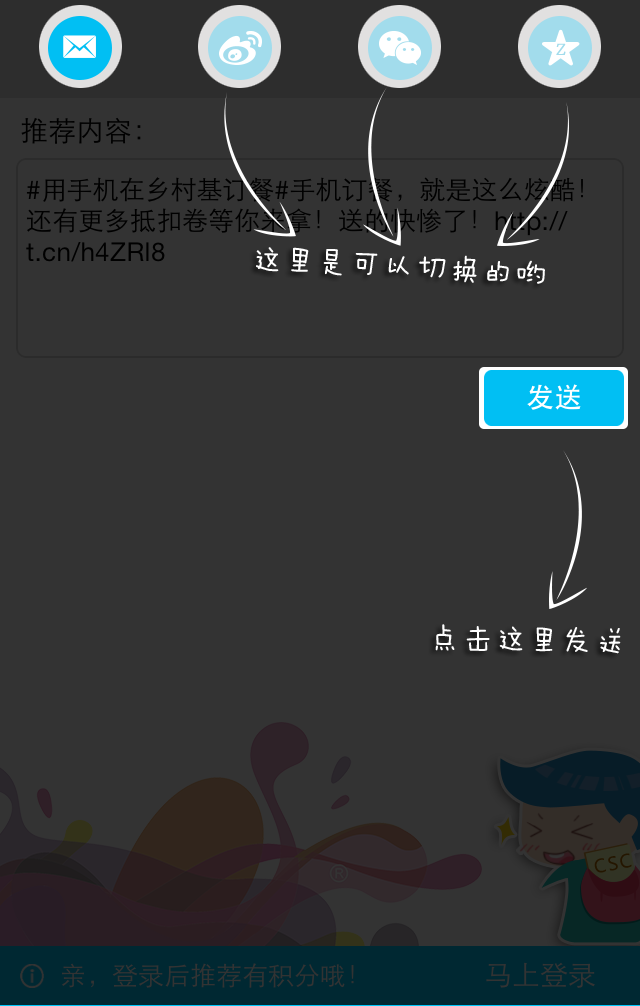 推荐内容：
#用手机在乡村基订餐#手机订餐，就是这么炫酷！
还有更多抵扣卷等你来拿！送的快惨了！http://
t.cn/h4ZRl8
这里是可以切换的哟
发送
点击这里发送
CSC
®
亲，登录后推荐有积分哦！
马上登录